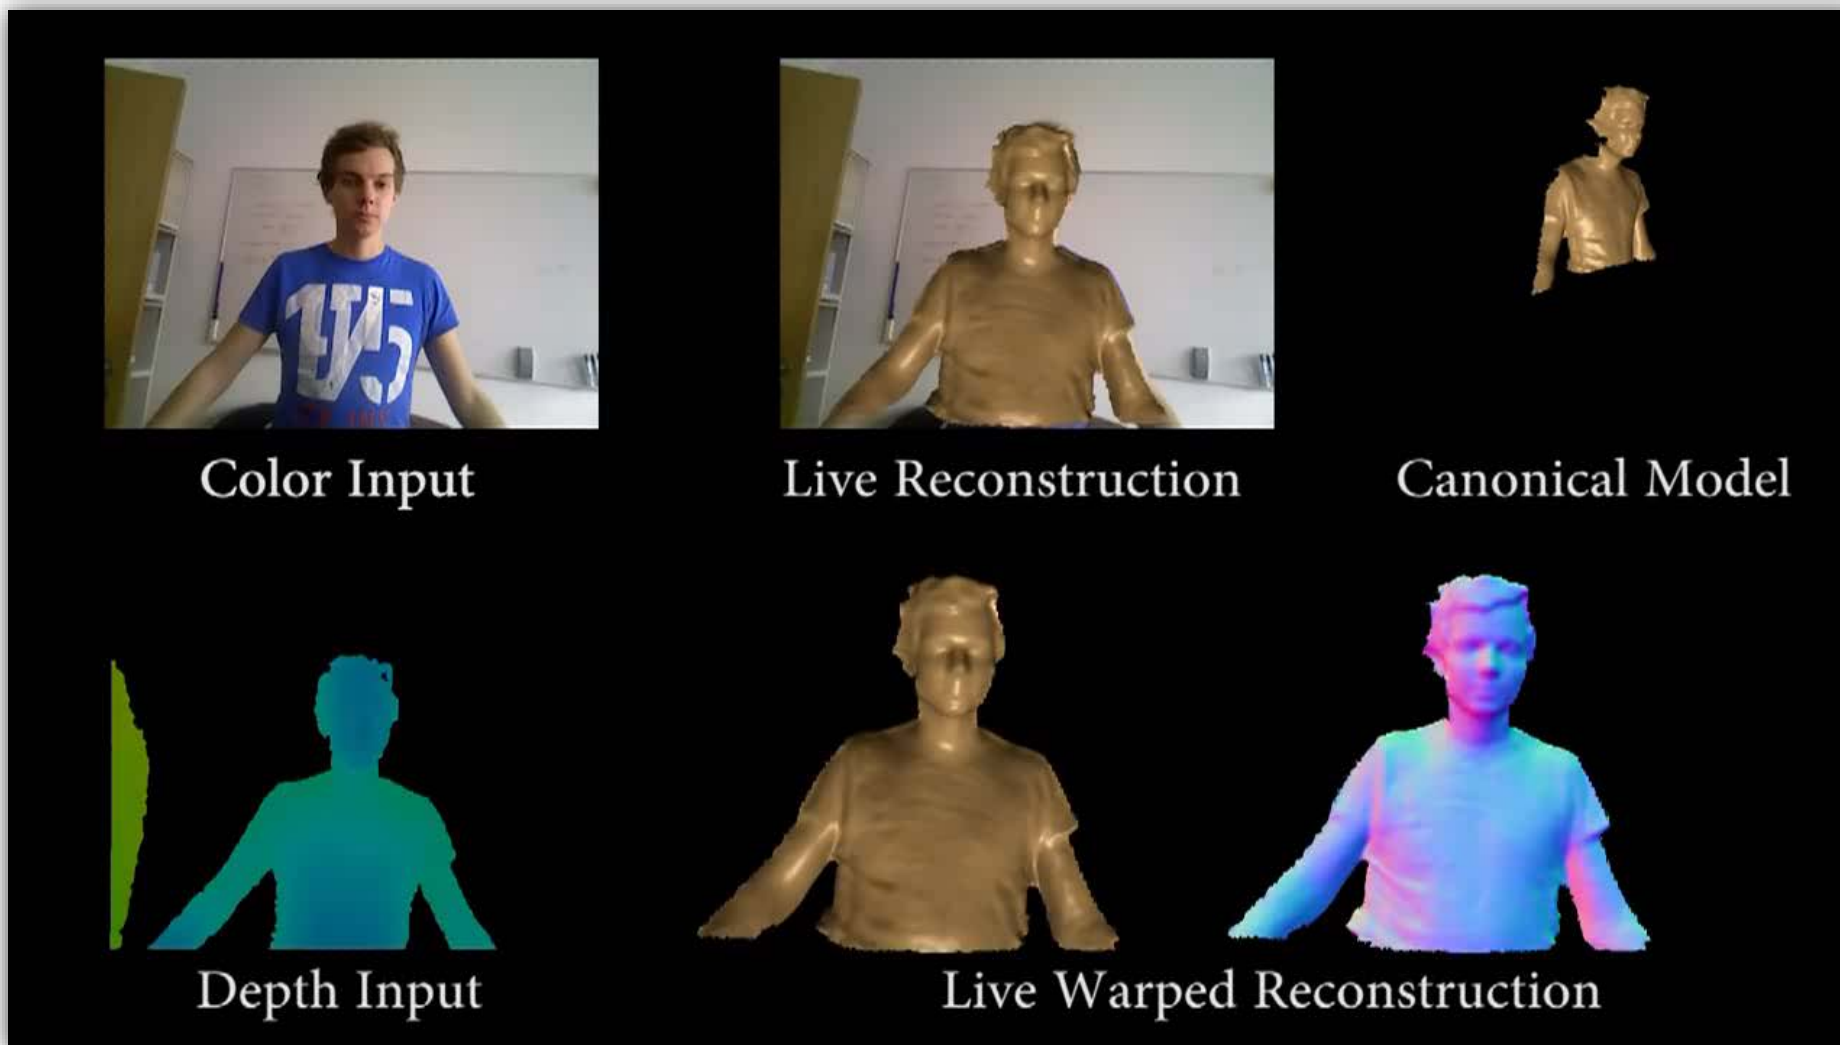 Color Input
Live Reconstruction
Canonical Model
Depth Input
Live Warped Reconstruction